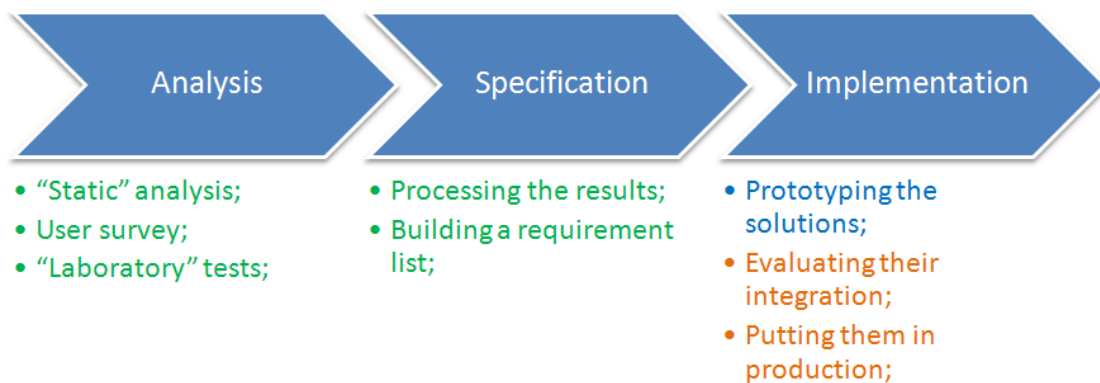 Analysis
Specification
Implementation
• “Static” analysis;
• User survey;
• “Laboratory” tests;
• Processing the results;
• Building a requirement
list;
• Prototyping the
solutions;
• Evaluating their
integration;
• Putting them in
production;